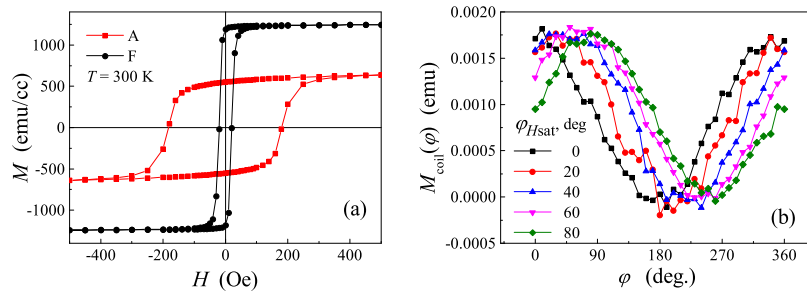 A
F
T = 300 K
1000
500
0
-500
-1000
M (emu/cc)
-400
-200
0
200
400
H (Oe)
(a)
0.0020
0.0015
0.0010
0.0005
0.0000
-0.0005
M_coil(φ) (emu)
φ_Hsat, deg
0
20
40
60
80
0
90
180
270
360
φ (deg.)
(b)